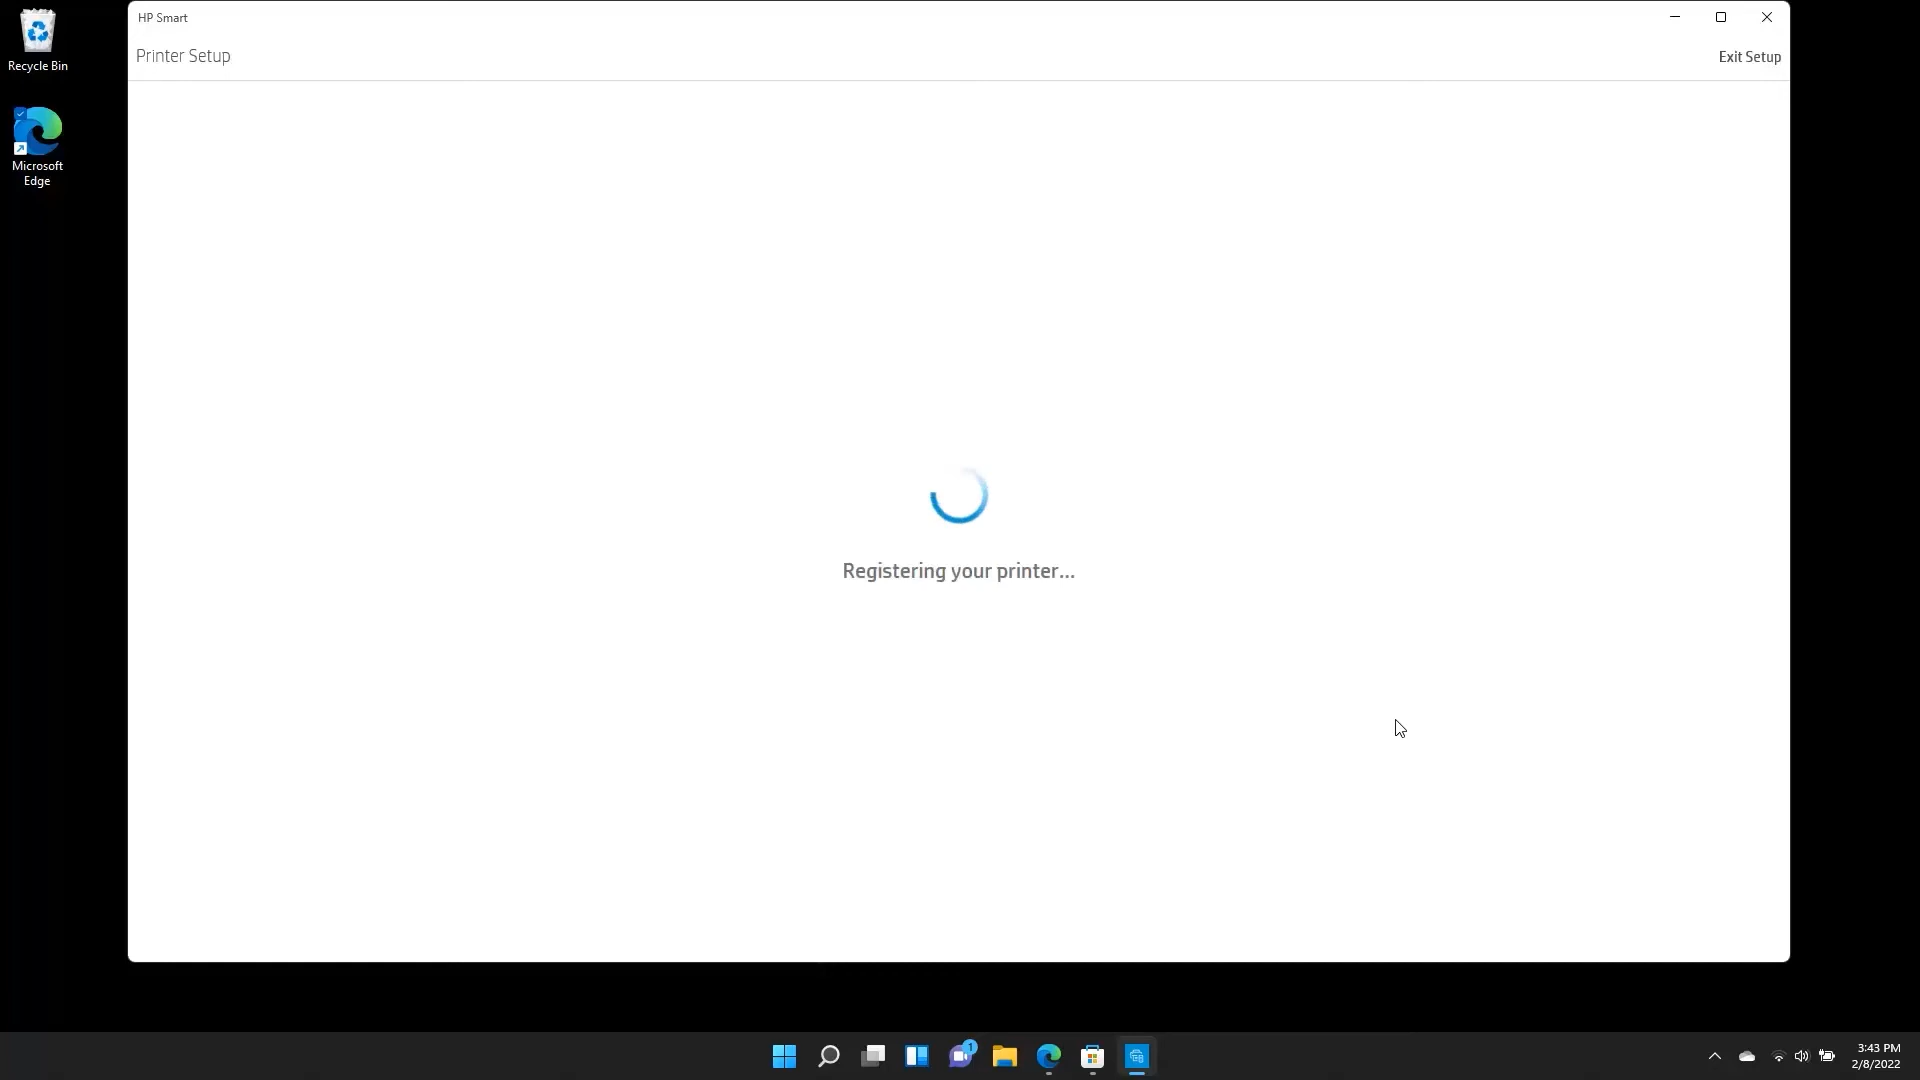 HP Smart
Printer Setup
Exit Setup
Recycle Bin
Microsoft
Edge
Registering your printer...
1
3:43 PM
2/8/2022